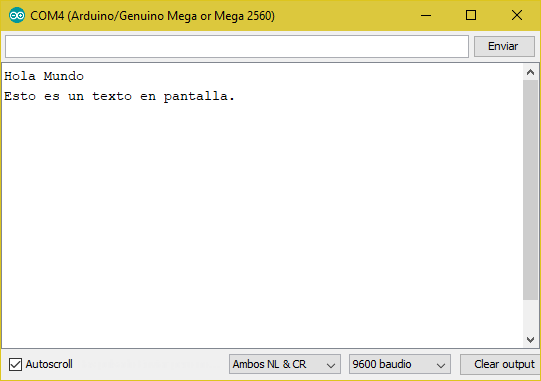 COM4 (Arduino/Genuino Mega or Mega 2560)
Enviar
Hola Mundo
Esto es un texto en pantalla.
Autoscroll
Ambos NL & CR
9600 baudio
Clear output